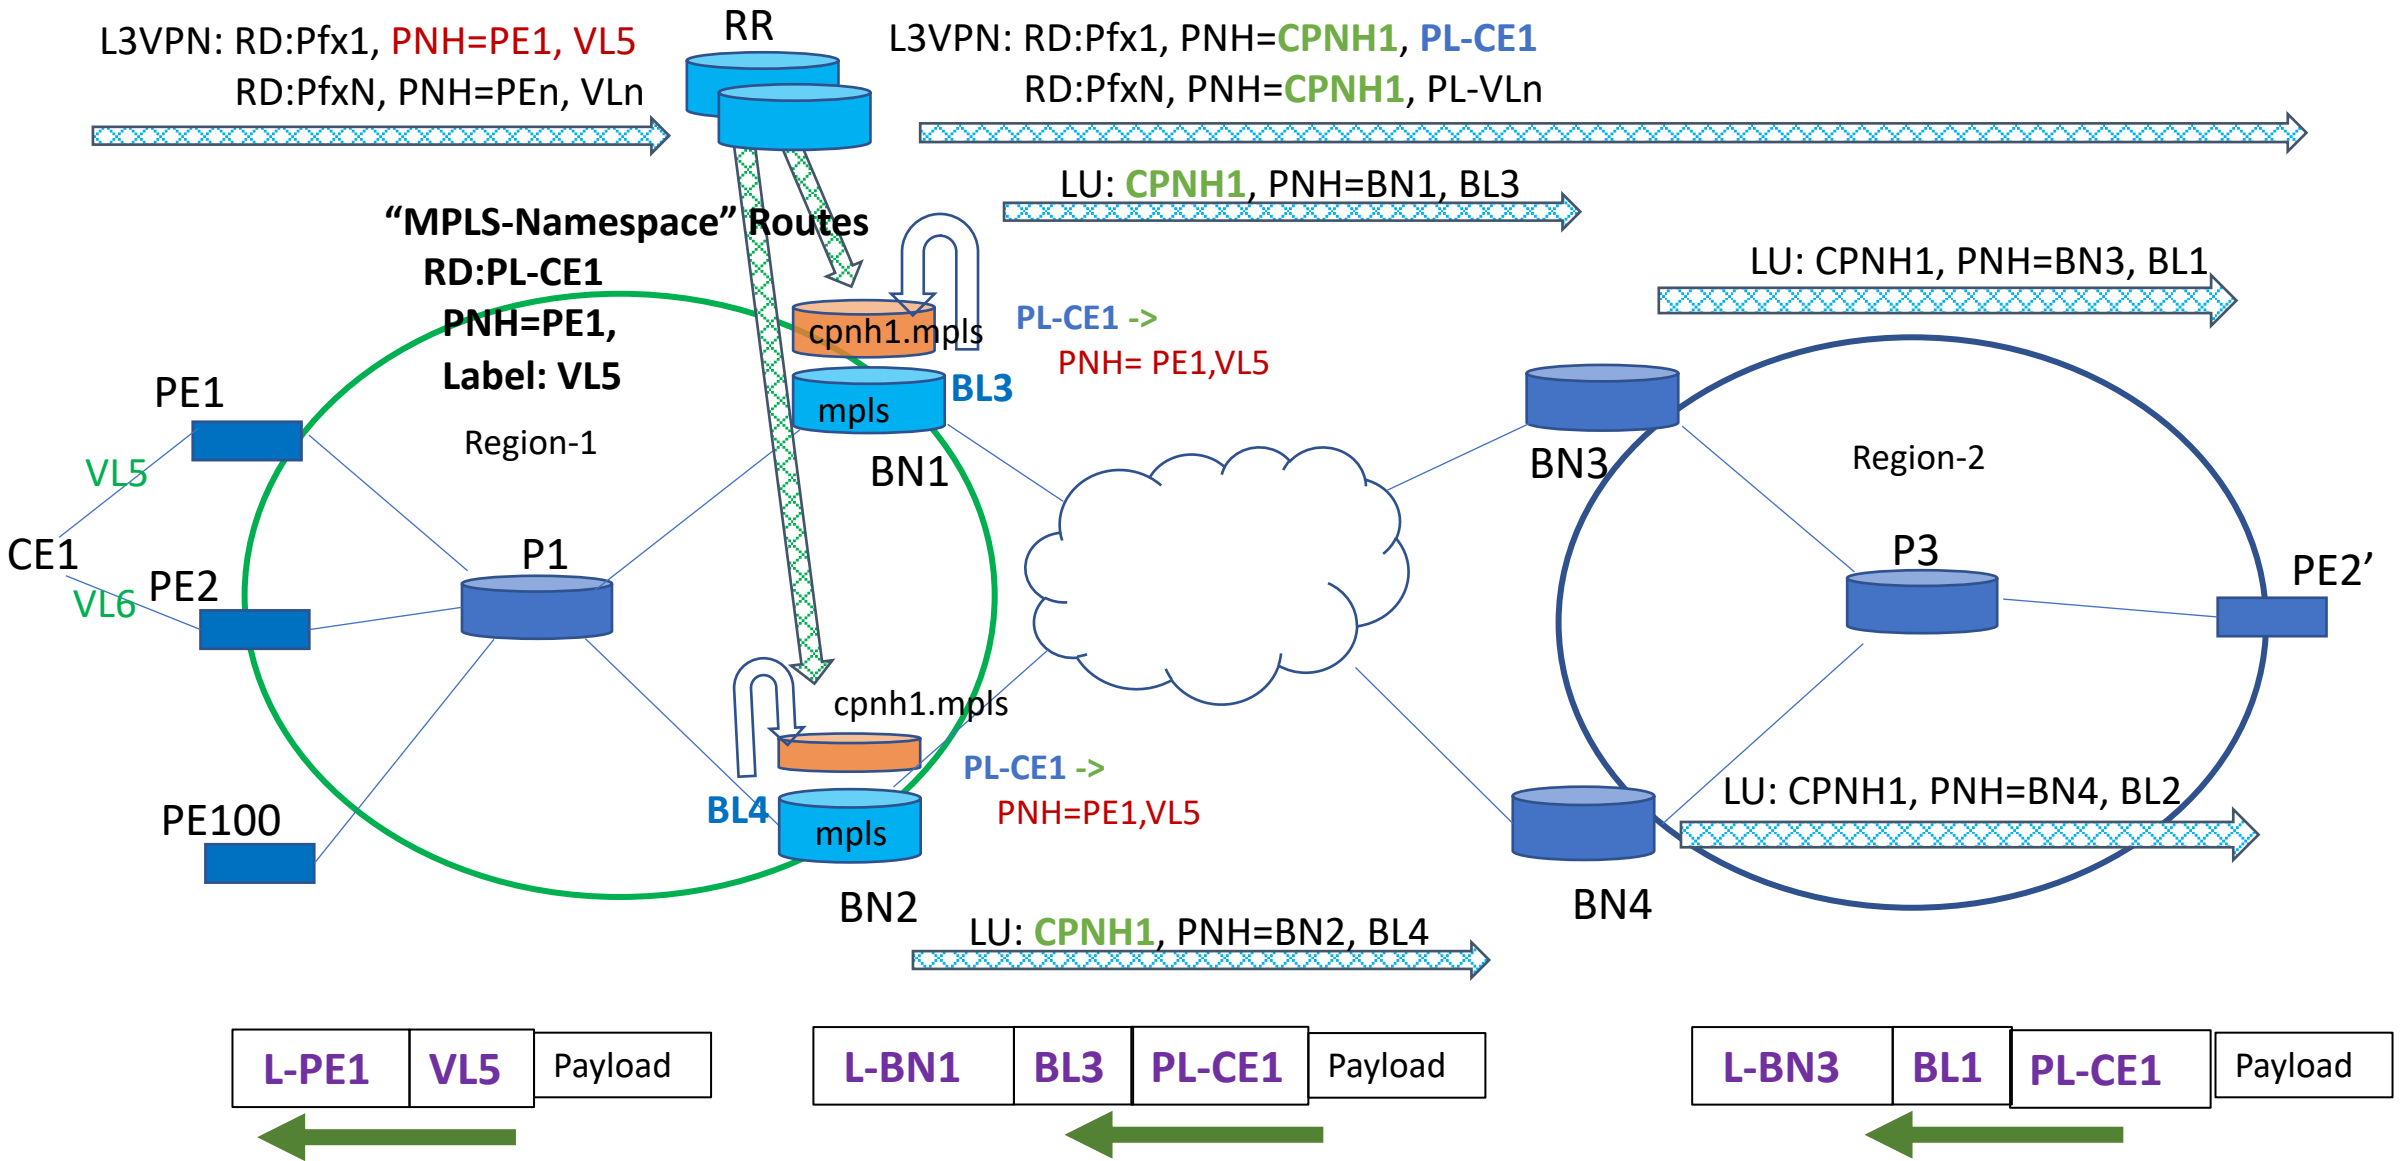 RR
L3VPN: RD:Pfx1, PNH=PE1, VL5
RD:PfxN, PNH=PEn, VLn
L3VPN: RD:Pfx1, PNH=CPNH1, PL-CE1
RD:PfxN, PNH=CPNH1, PL-VLn
LU: CPNH1, PNH=BN1, BL3
“MPLS-Namespace” Routes
RD:PL-CE1
PNH=PE1,
Label: VL5
LU: CPNH1, PNH=BN3, BL1
cpnh1.mpls
PL-CE1 ->
PNH= PE1,VL5
BL3
mpls
BN1
PE1
Region-1
VL5
CE1
VL6
PE2
P1
BN3
Region-2
P3
PE2’
cpnh1.mpls
PL-CE1 ->
PNH=PE1,VL5
BL4
mpls
BN2
PE100
LU: CPNH1, PNH=BN4, BL2
BN4
LU: CPNH1, PNH=BN2, BL4
L-PE1 VL5 Payload
L-BN1 BL3 PL-CE1 Payload
L-BN3 BL1 PL-CE1 Payload